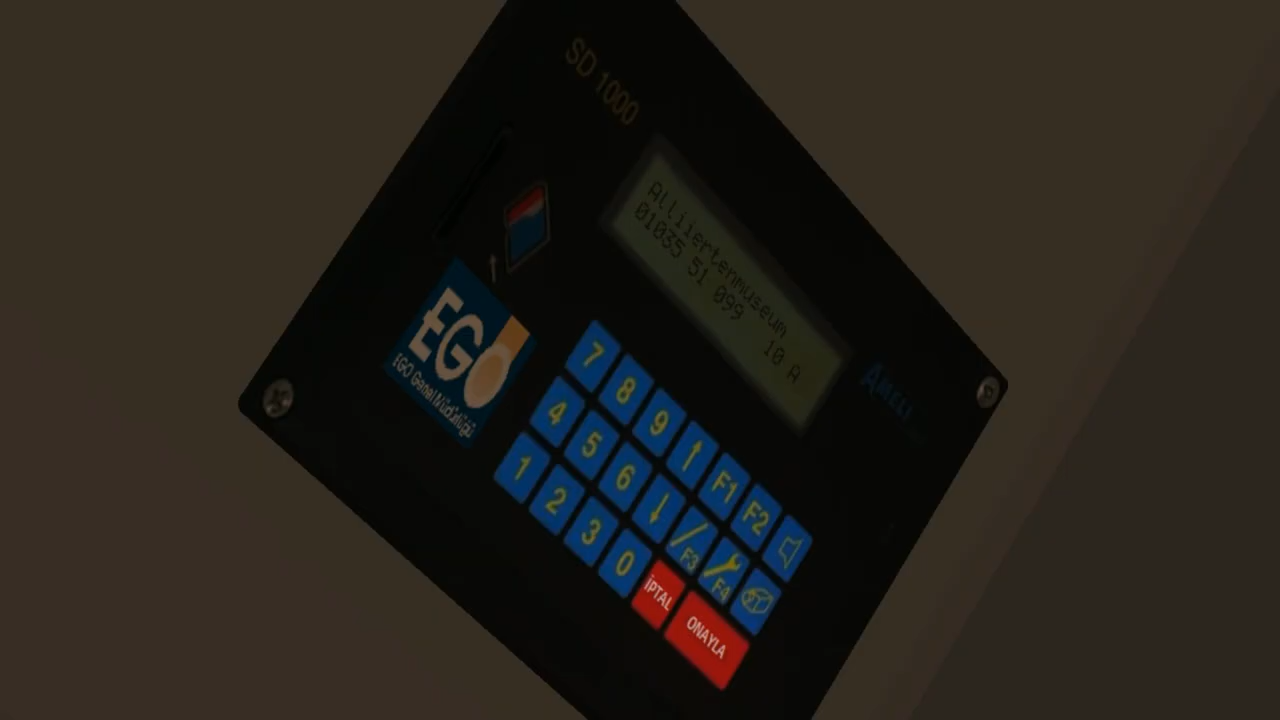 SD 1000
Alliiertenmuseum
01035 51 099 10 A
EGO
EGO Genel Müdürlüğü
7 8 9 ↑ F1 F2
4 5 6 ↓ F3 F4
1 2 3 0 İPTAL ONAYLA